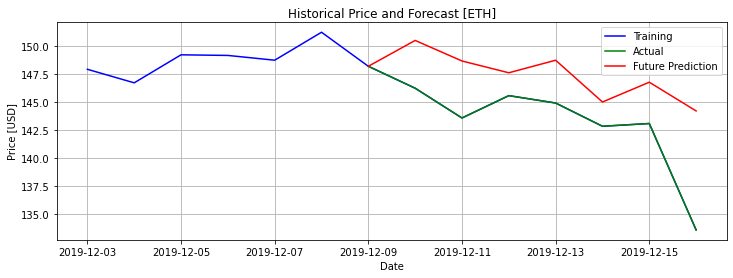 Historical Price and Forecast [ETH]
Training
Actual
Future Prediction
Price [USD]
150.0
147.5
145.0
142.5
140.0
137.5
135.0
2019-12-03
2019-12-05
2019-12-07
2019-12-09
2019-12-11
2019-12-13
2019-12-15
Date